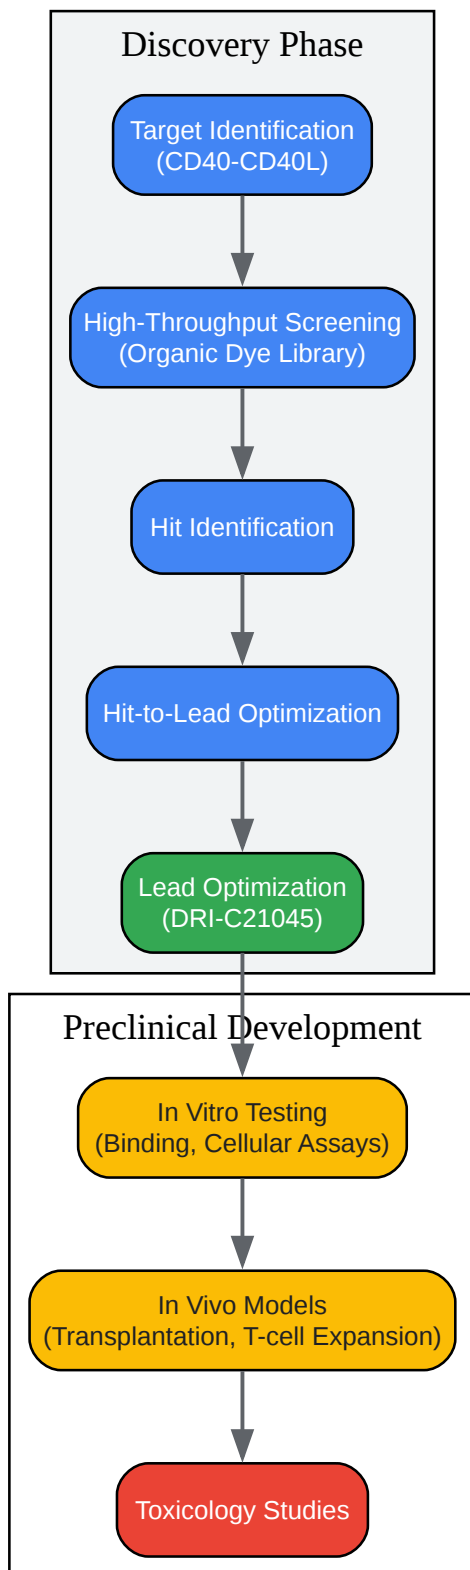 Discovery Phase
Target Identification
(CD40-CD40L)
High-Throughput Screening
(Organic Dye Library)
Hit Identification
Hit-to-Lead Optimization
Lead Optimization
(DRI-C21045)
Preclinical Development
In Vitro Testing
(Binding, Cellular Assays)
In Vivo Models
(Transplantation, T-cell Expansion)
Toxicology Studies